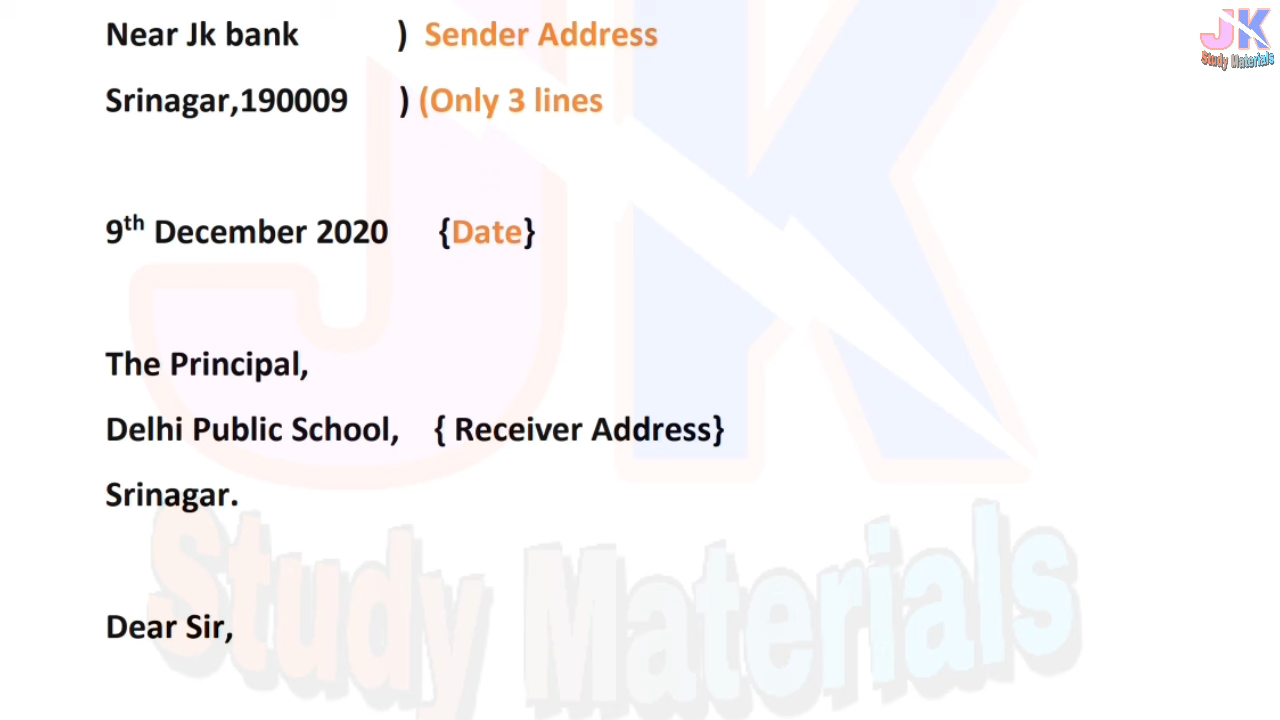 Near Jk bank ) Sender Address
Srinagar,190009 ) (Only 3 lines
9th December 2020 {Date}
The Principal,
Delhi Public School, { Receiver Address}
Srinagar.
Dear Sir,
JK
Study Materials
JK
Study Materials